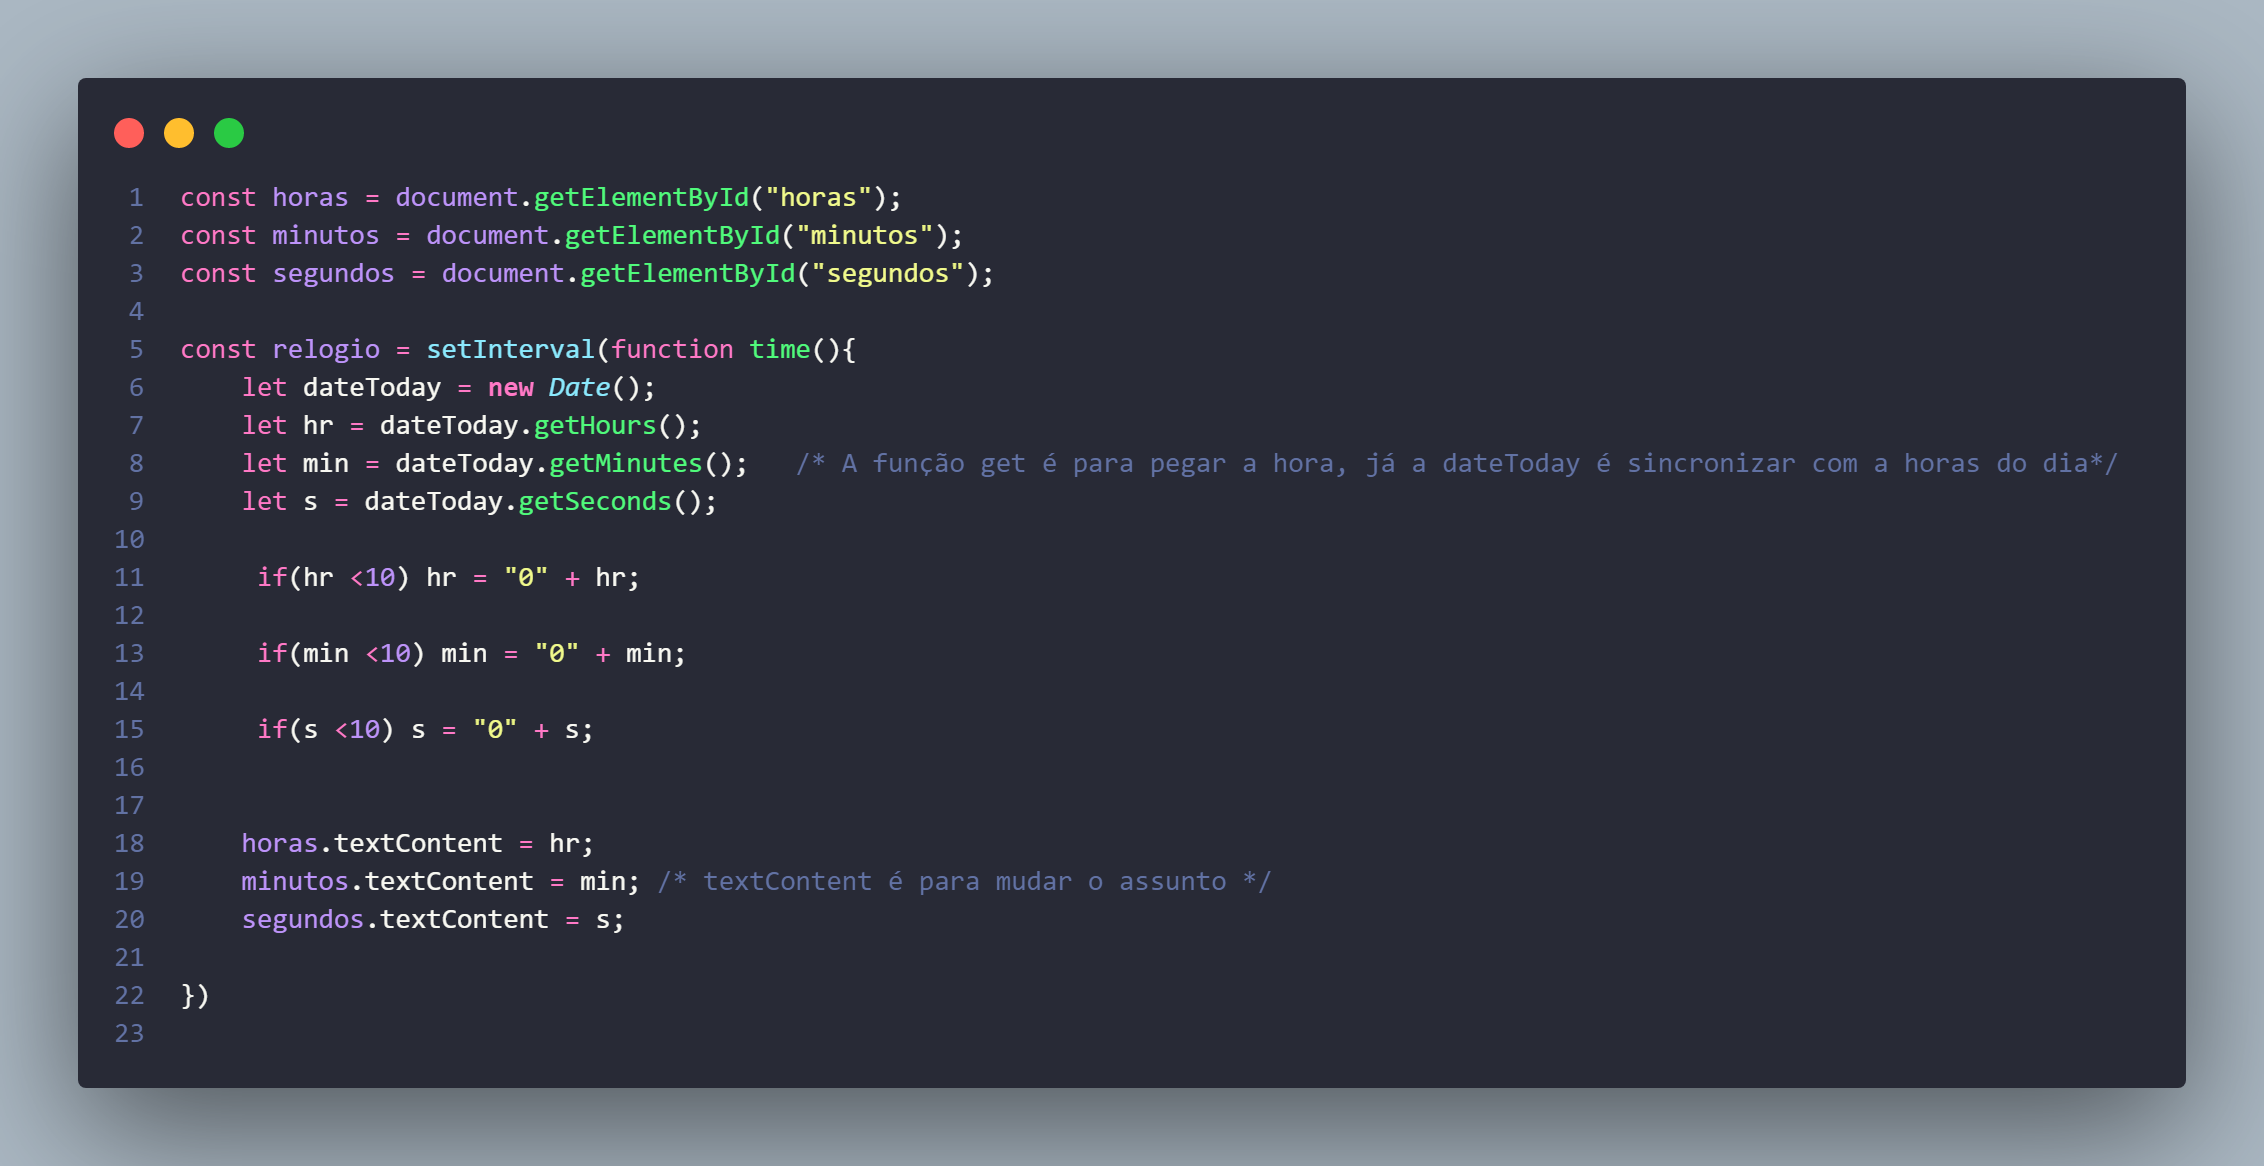 1 const horas = document.getElementById("horas");
2 const minutos = document.getElementById("minutos");
3 const segundos = document.getElementById("segundos");
4
5 const relogio = setInterval(function time(){
6     let dateToday = new Date();
7     let hr = dateToday.getHours();
8     let min = dateToday.getMinutes();   /* A função get é para pegar a hora, já a dateToday é sincronizar com a horas do dia*/
9     let s = dateToday.getSeconds();
10
11      if(hr <10) hr = "0" + hr;
12
13      if(min <10) min = "0" + min;
14
15      if(s <10) s = "0" + s;
16
17
18     horas.textContent = hr;
19     minutos.textContent = min; /* textContent é para mudar o assunto */
20     segundos.textContent = s;
21
22 })
23